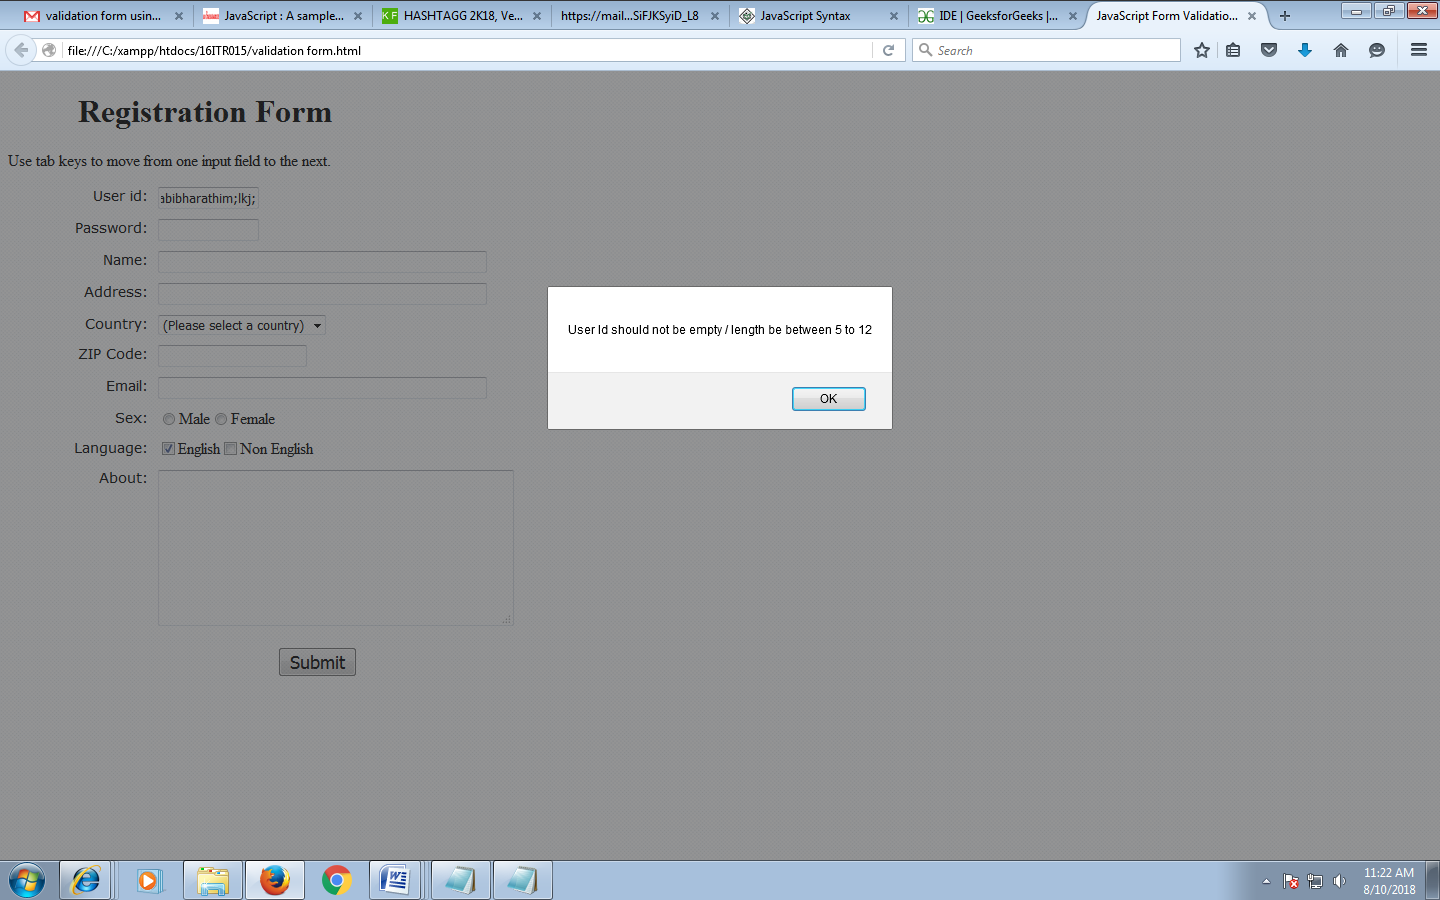 validation form usin...
JavaScript : A sample...
HASHTAGG 2K18, Ve...
https://mail...SiFJKSyiD_L8
JavaScript Syntax
IDE | GeeksforGeeks |...
JavaScript Form Validatio...
file:///C:/xampp/htdocs/16ITR015/validation form.html
Search
Registration Form
Use tab keys to move from one input field to the next.
User id: abibharathim;lkj;
Password:
Name:
Address:
Country: (Please select a country)
ZIP Code:
Email:
Sex: Male Female
Language: English Non English
About:
Submit
User Id should not be empty / length be between 5 to 12
OK
11:22 AM
8/10/2018